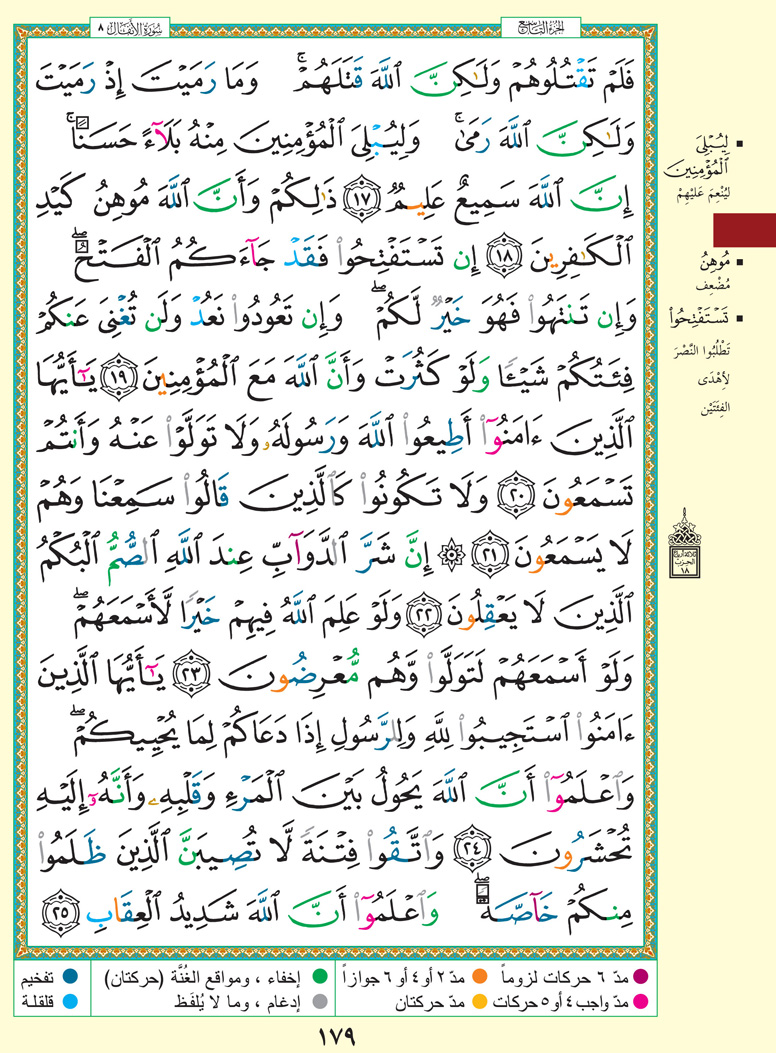 الجزء التاسع
سورة الأنفال ٨
فَلَمْ تَقْتُلُوهُمْ وَلَٰكِنَّ ٱللَّهَ قَتَلَهُمْ ۚ وَمَا رَمَيْتَ إِذْ رَمَيْتَ
وَلَٰكِنَّ ٱللَّهَ رَمَىٰ ۚ وَلِيُبْلِىَ ٱلْمُؤْمِنِينَ مِنْهُ بَلَآءً حَسَنًا ۚ
إِنَّ ٱللَّهَ سَمِيعٌ عَلِيمٌ ١٧ ذَٰلِكُمْ وَأَنَّ ٱللَّهَ مُوهِنُ كَيْدِ
ٱلْكَٰفِرِينَ ١٨ إِن تَسْتَفْتِحُوا۟ فَقَدْ جَآءَكُمُ ٱلْفَتْحُ ۖ
وَإِن تَنتَهُوا۟ فَهُوَ خَيْرٌ لَّكُمْ ۖ وَإِن تَعُودُوا۟ نَعُدْ وَلَن تُغْنِىَ عَنكُمْ
فِئَتُكُمْ شَيْـًٔا وَلَوْ كَثُرَتْ وَأَنَّ ٱللَّهَ مَعَ ٱلْمُؤْمِنِينَ ١٩ يَٰٓأَيُّهَا
ٱلَّذِينَ ءَامَنُوٓا۟ أَطِيعُوا۟ ٱللَّهَ وَرَسُولَهُۥ وَلَا تَوَلَّوْا۟ عَنْهُ وَأَنتُمْ
تَسْمَعُونَ ٢٠ وَلَا تَكُونُوا۟ كَٱلَّذِينَ قَالُوا۟ سَمِعْنَا وَهُمْ
لَا يَسْمَعُونَ ٢١ ۞ إِنَّ شَرَّ ٱلدَّوَآبِّ عِندَ ٱللَّهِ ٱلصُّمُّ ٱلْبُكْمُ
ٱلَّذِينَ لَا يَعْقِلُونَ ٢٢ وَلَوْ عَلِمَ ٱللَّهُ فِيهِمْ خَيْرًا لَّأَسْمَعَهُمْ ۖ
وَلَوْ أَسْمَعَهُمْ لَتَوَلَّوا۟ وَّهُم مُّعْرِضُونَ ٢٣ يَٰٓأَيُّهَا ٱلَّذِينَ
ءَامَنُوا۟ ٱسْتَجِيبُوا۟ لِلَّهِ وَلِلرَّسُولِ إِذَا دَعَاكُمْ لِمَا يُحْيِيكُمْ ۖ
وَٱعْلَمُوٓا۟ أَنَّ ٱللَّهَ يَحُولُ بَيْنَ ٱلْمَرْءِ وَقَلْبِهِۦ وَأَنَّهُۥٓ إِلَيْهِ
تُحْشَرُونَ ٢٤ وَٱتَّقُوا۟ فِتْنَةً لَّا تُصِيبَنَّ ٱلَّذِينَ ظَلَمُوا۟
مِنكُمْ خَآصَّةً ۖ وَٱعْلَمُوٓا۟ أَنَّ ٱللَّهَ شَدِيدُ ٱلْعِقَابِ ٢٥
لِيُبْلِىَ
ٱلْمُؤْمِنِينَ
لِيُنْعِمَ عَلَيْهِمْ
مُوهِنُ
مُضْعِف
تَسْتَفْتِحُوا۟
تَطْلُبُوا النَّصْرَ
لأِهْدَى
الفِئَتَيْن
ثلاثة أرباع
الحزب
١٨
مدّ ٦ حركات لزوماً مدّ ٢ أو ٤ أو ٦ جوازاً إخفاء ، ومواقع الغُنَّة (حركتان) تفخيم
مدّ واجب ٤ أو ٥ حركات مدّ حركتان إدغام ، وما لا يُلفَظ قلقلة
١٧٩